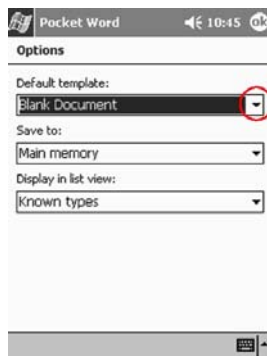 Pocket Word 10:45 ok
Options
Default template:
Blank Document
Save to:
Main memory
Display in list view:
Known types